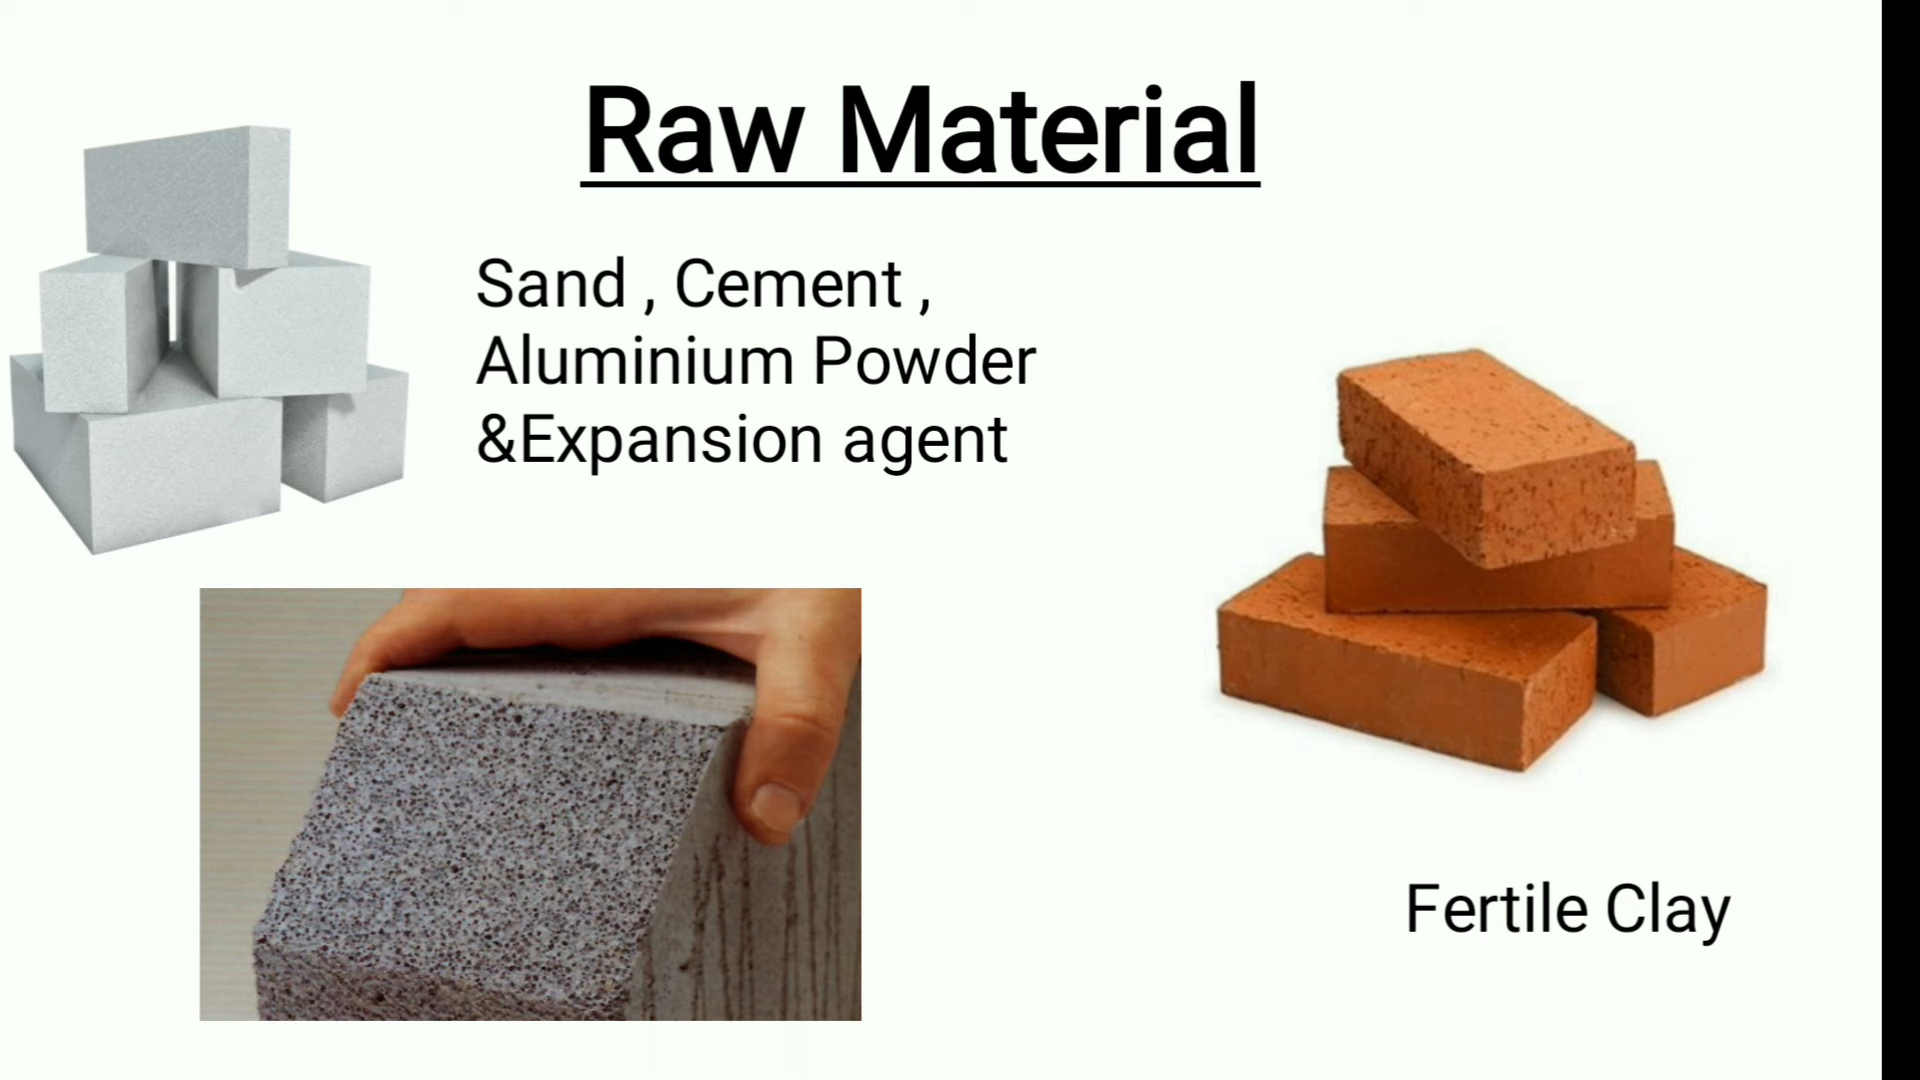 Raw Material
Sand , Cement ,
Aluminium Powder
&Expansion agent
Fertile Clay